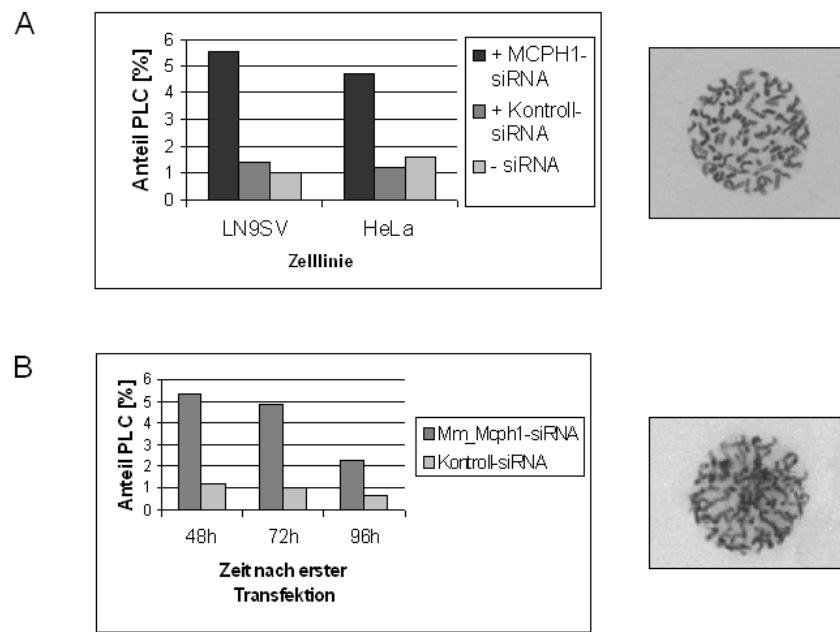 A
Anteil PLC [%]
6
5
4
3
2
1
0
LN9SV HeLa
Zelllinie
+ MCPH1-
siRNA
+ Kontroll-
siRNA
- siRNA
B
Anteil PLC [%]
6
5
4
3
2
1
0
48h 72h 96h
Zeit nach erster
Transfektion
Mm_Mcph1-siRNA
Kontroll-siRNA